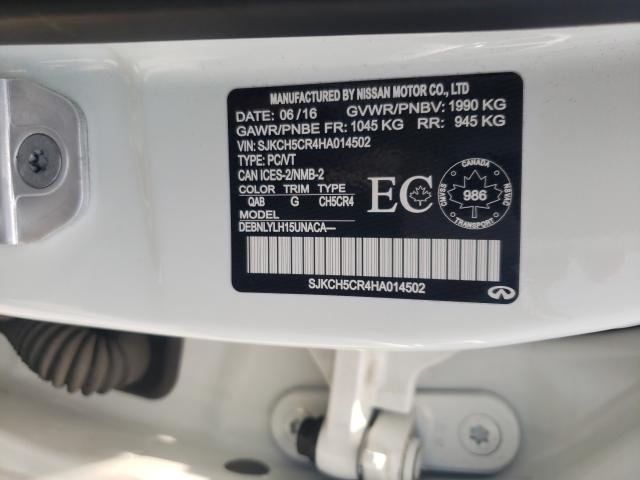 MANUFACTURED BY NISSAN MOTOR CO., LTD
DATE: 06/16 GVWR/PNBV: 1990 KG
GAWR/PNBE FR: 1045 KG RR: 945 KG
VIN: SJKCH5CR4HA014502
TYPE: PC/VT
CAN ICES-2/NMB-2
COLOR TRIM TYPE
QAB G CH5CR4
MODEL
DEBNLYLH15UNACA—
EC
CANADA
CMVSS 986 NSVAC
TRANSPORT
SJKCH5CR4HA014502